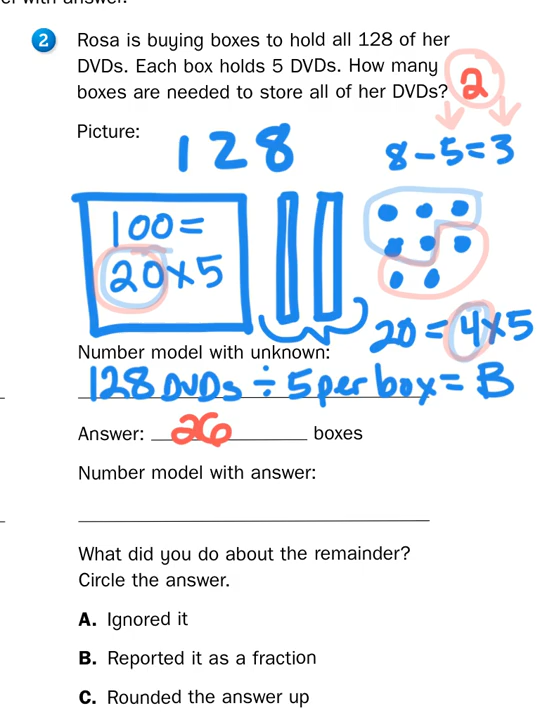 2 Rosa is buying boxes to hold all 128 of her
DVDs. Each box holds 5 DVDs. How many
boxes are needed to store all of her DVDs? 2
Picture:
128
8-5=3
100=
20×5
20=4×5
Number model with unknown:
128 DVDs ÷ 5 per box = B
Answer: 26 boxes
Number model with answer:
What did you do about the remainder?
Circle the answer.
A. Ignored it
B. Reported it as a fraction
C. Rounded the answer up